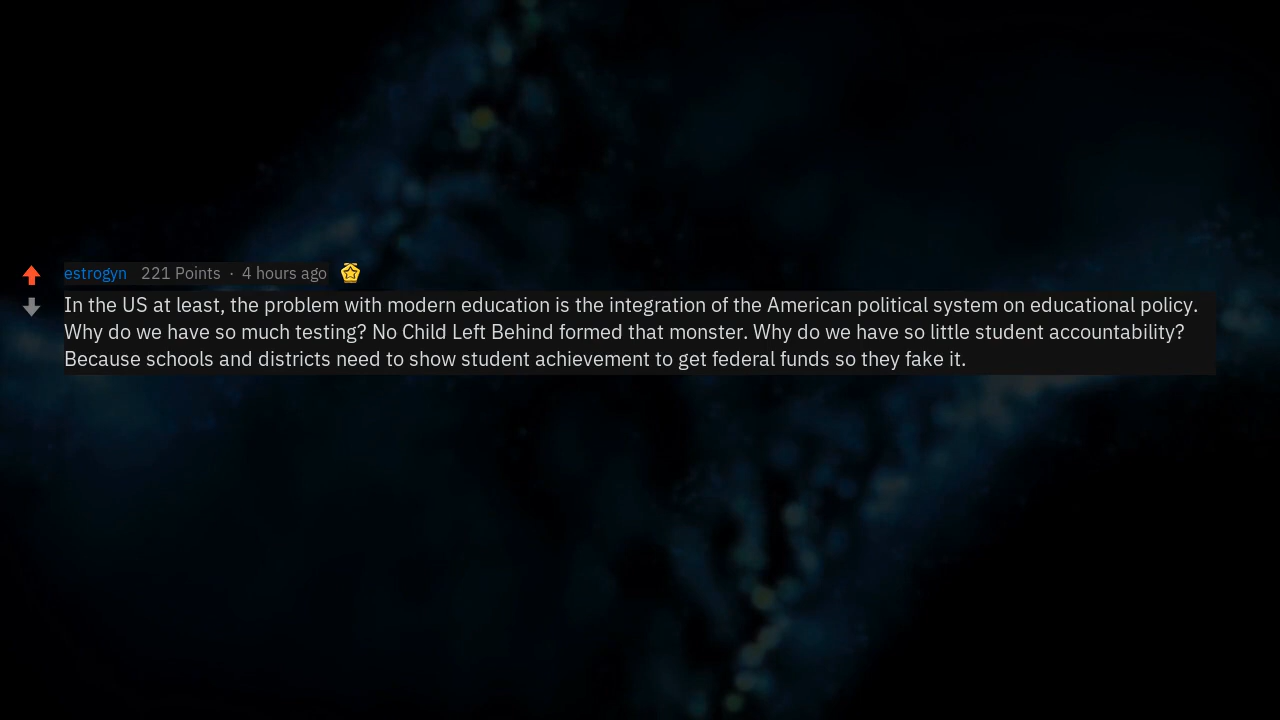 estrogyn 221 Points · 4 hours ago
In the US at least, the problem with modern education is the integration of the American political system on educational policy.
Why do we have so much testing? No Child Left Behind formed that monster. Why do we have so little student accountability?
Because schools and districts need to show student achievement to get federal funds so they fake it.